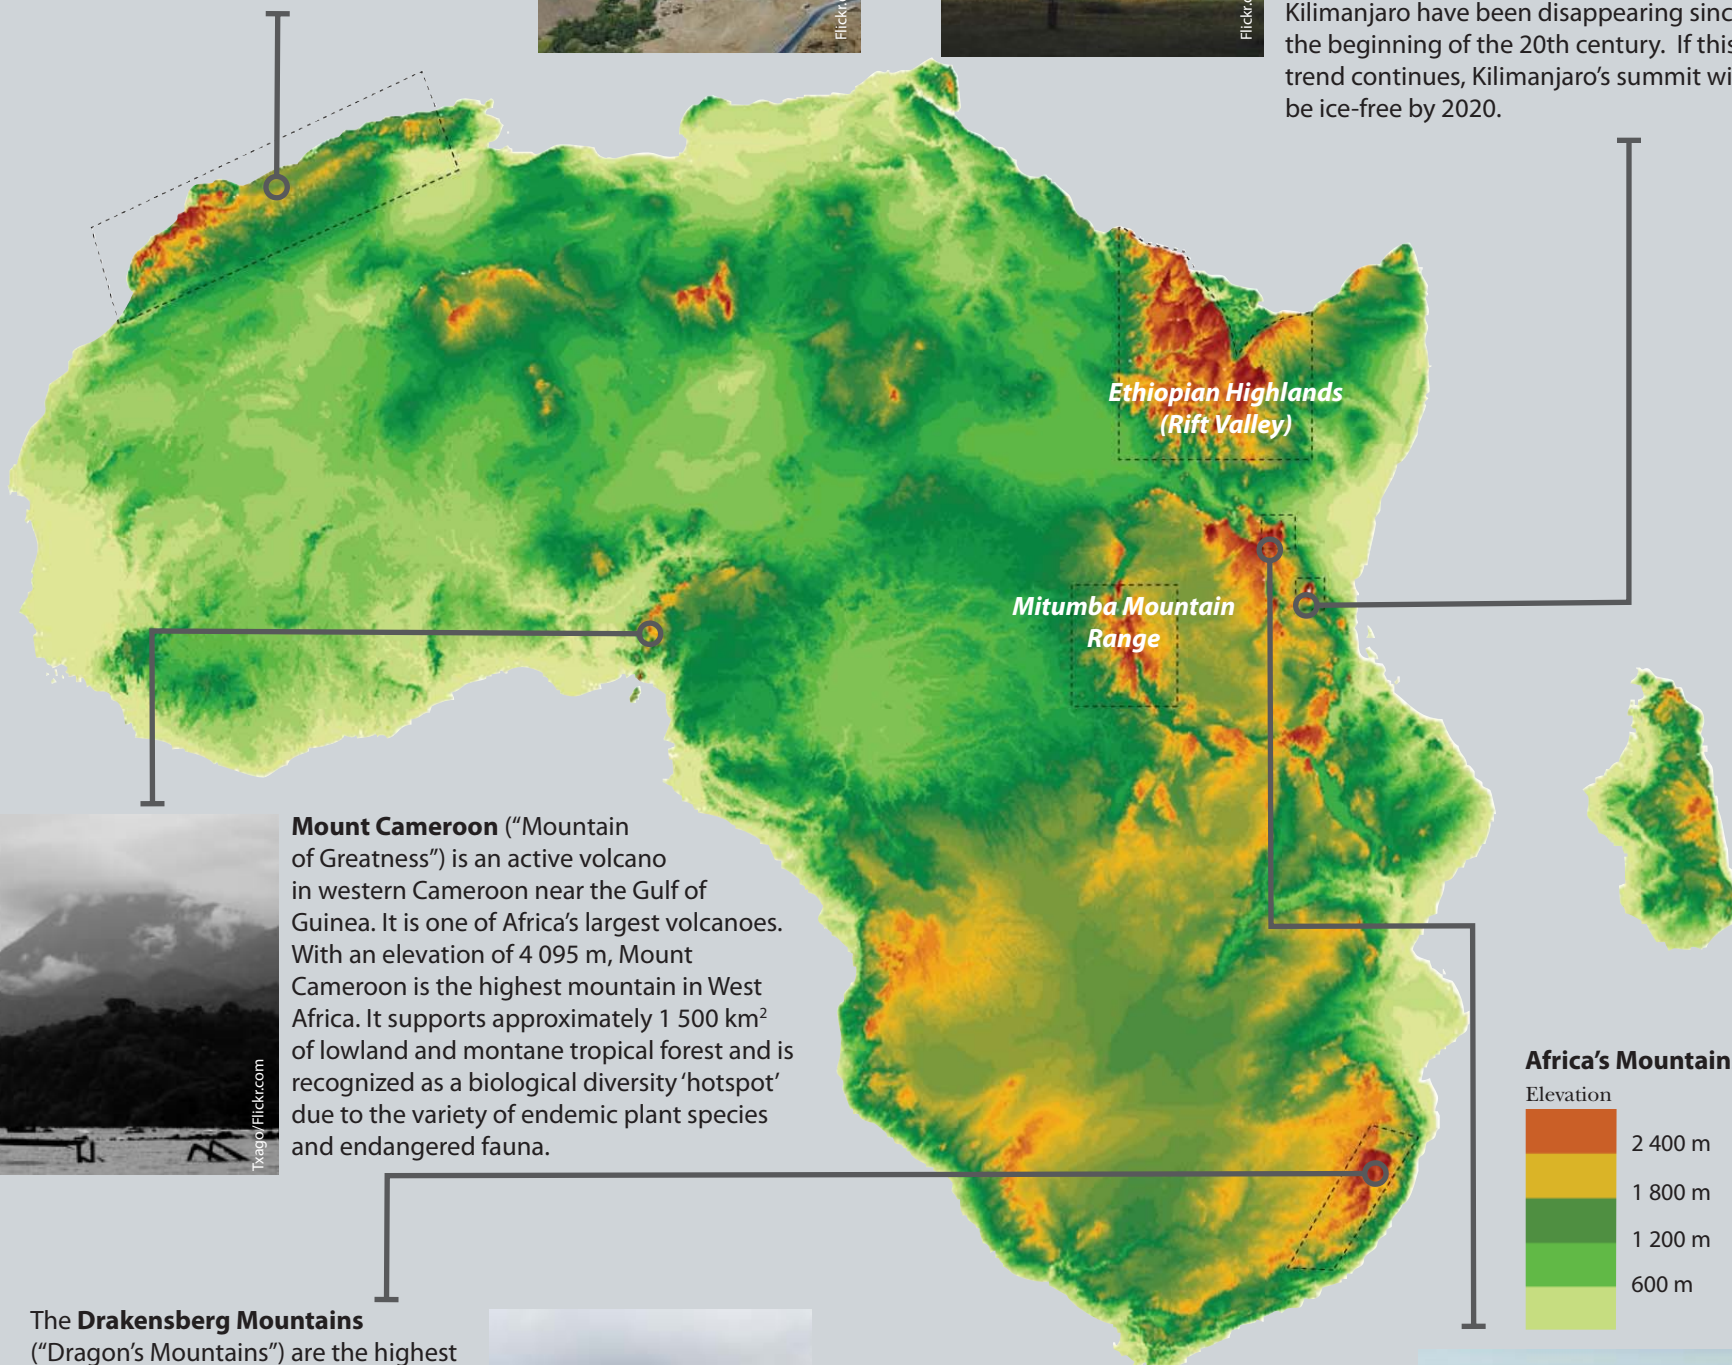 Kilimanjaro have been disappearing sinc
the beginning of the 20th century.  If this
trend continues, Kilimanjaro’s summit wi
be ice-free by 2020.
Ethiopian Highlands
(Rift Valley)
Mitumba Mountain
Range
Mount Cameroon (“Mountain
of Greatness”) is an active volcano
in western Cameroon near the Gulf of
Guinea. It is one of Africa’s largest volcanoes.
With an elevation of 4 095 m, Mount
Cameroon is the highest mountain in West
Africa. It supports approximately 1 500 km²
of lowland and montane tropical forest and is
recognized as a biological diversity ‘hotspot’
due to the variety of endemic plant species
and endangered fauna.
Txago/Flickr.com
Africa’s Mountain
Elevation
2 400 m
1 800 m
1 200 m
600 m
The Drakensberg Mountains
(“Dragon’s Mountains”) are the highest